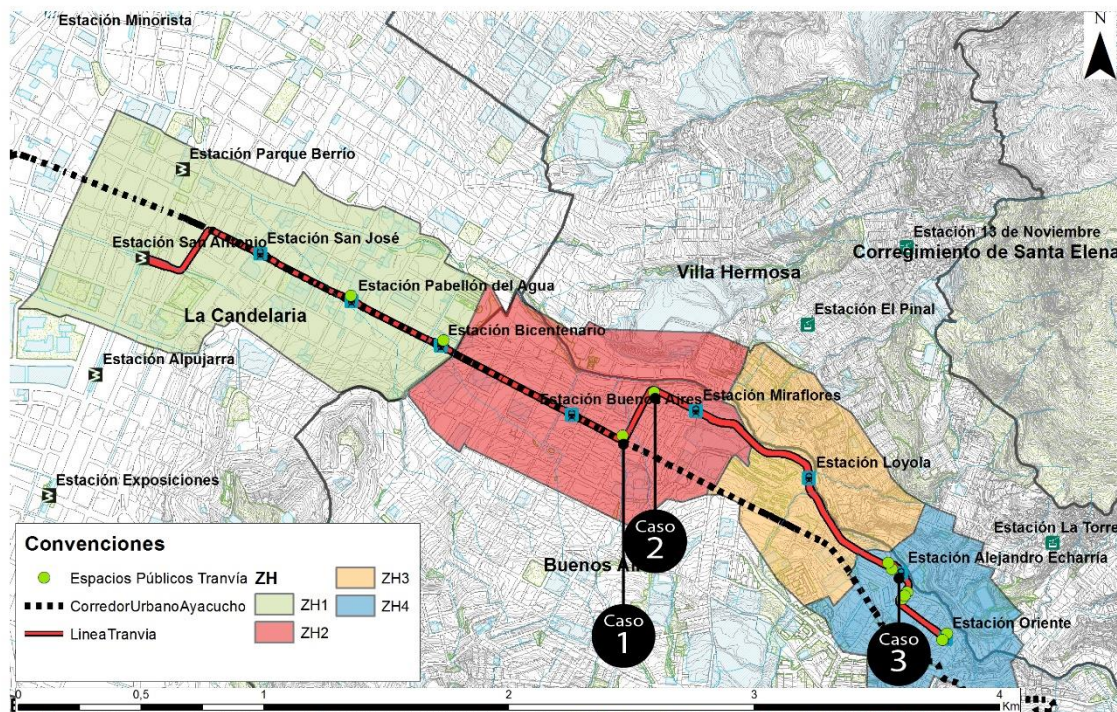 Estación Minorista
N
Estación Parque Berrío
Estación San Antonio
Estación San José
Estación 13 de Noviembre
Corregimiento de Santa Elena
Villa Hermosa
Estación Pabellón del Agua
La Candelaria
Estación El Pinal
Estación Bicentenario
Estación Alpujarra
Estación Buenos Aires
Estación Miraflores
Estación Loyola
Estación Exposiciones
Estación La Torre
Caso
2
Estación Alejandro Echarría
Buenos Ai
Estación Oriente
Caso
1
Caso
3
Convenciones
Espacios Públicos Tranvía
CorredorUrbanoAyacucho
LineaTranvia
ZH
ZH1
ZH2
ZH3
ZH4
0 0,5 1 2 3 4
Km